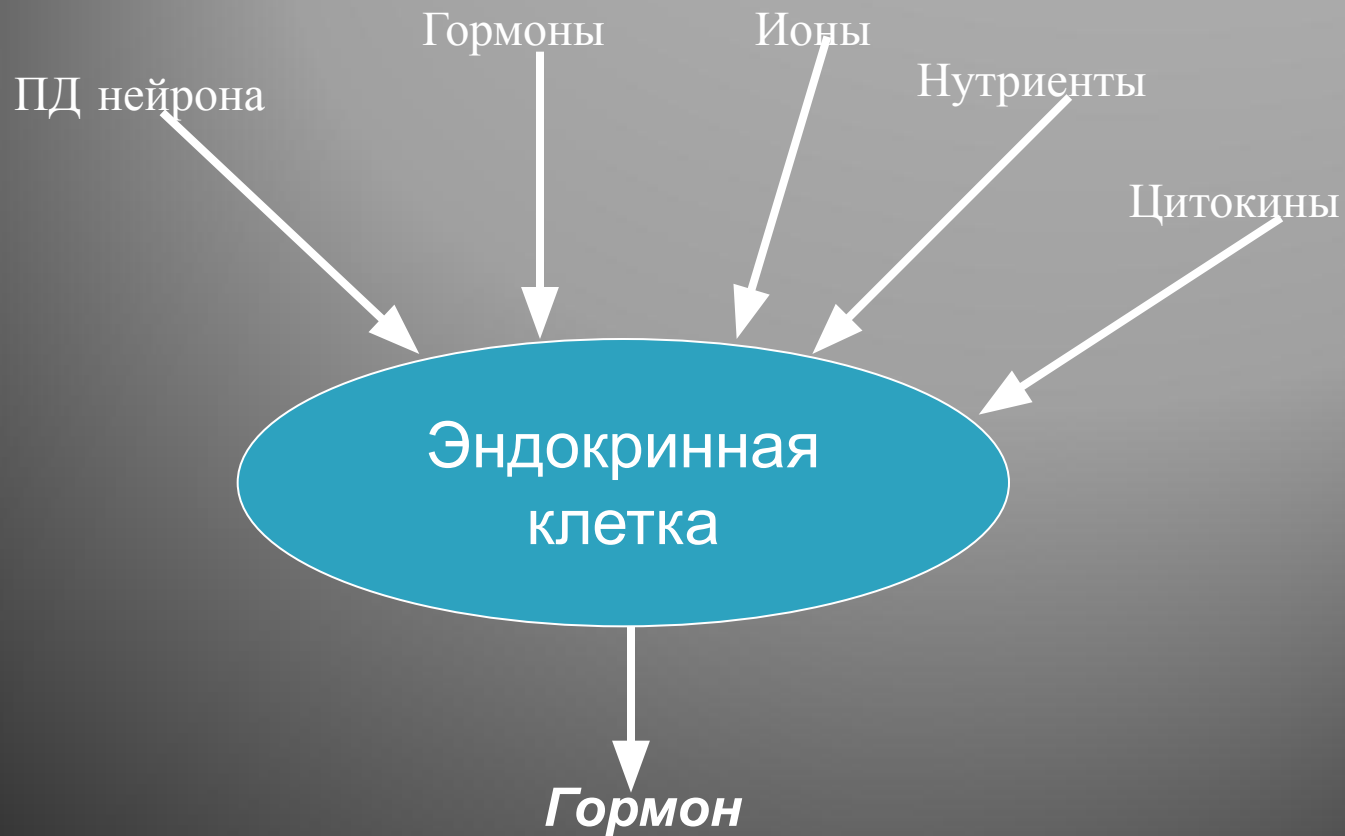 Гормоны
Ионы
Нутриенты
ПД нейрона
Цитокины
Эндокринная
клетка
Гормон